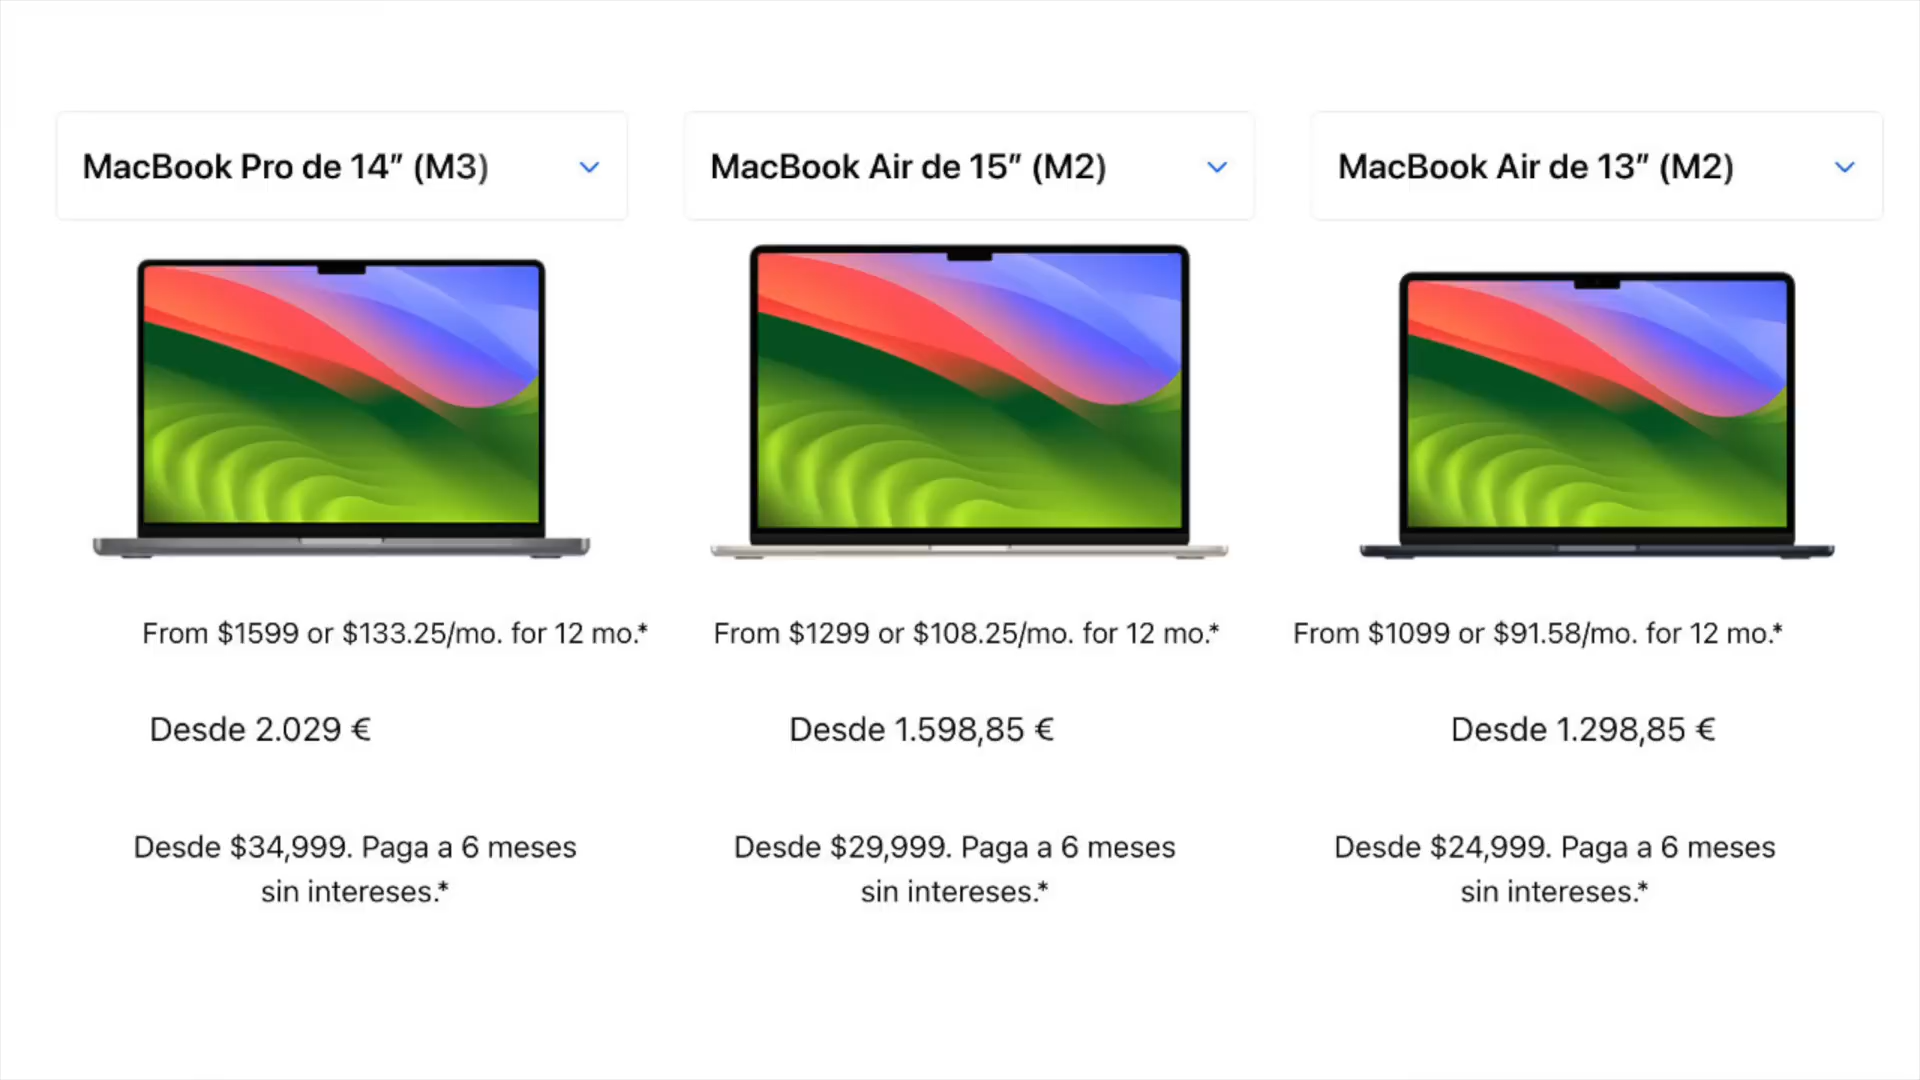 MacBook Pro de 14″ (M3)
MacBook Air de 15″ (M2)
MacBook Air de 13″ (M2)
From $1599 or $133.25/mo. for 12 mo.*
From $1299 or $108.25/mo. for 12 mo.*
From $1099 or $91.58/mo. for 12 mo.*
Desde 2.029 €
Desde 1.598,85 €
Desde 1.298,85 €
Desde $34,999. Paga a 6 meses
sin intereses.*
Desde $29,999. Paga a 6 meses
sin intereses.*
Desde $24,999. Paga a 6 meses
sin intereses.*